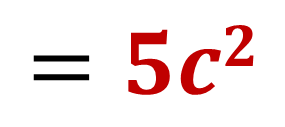 = 5c²